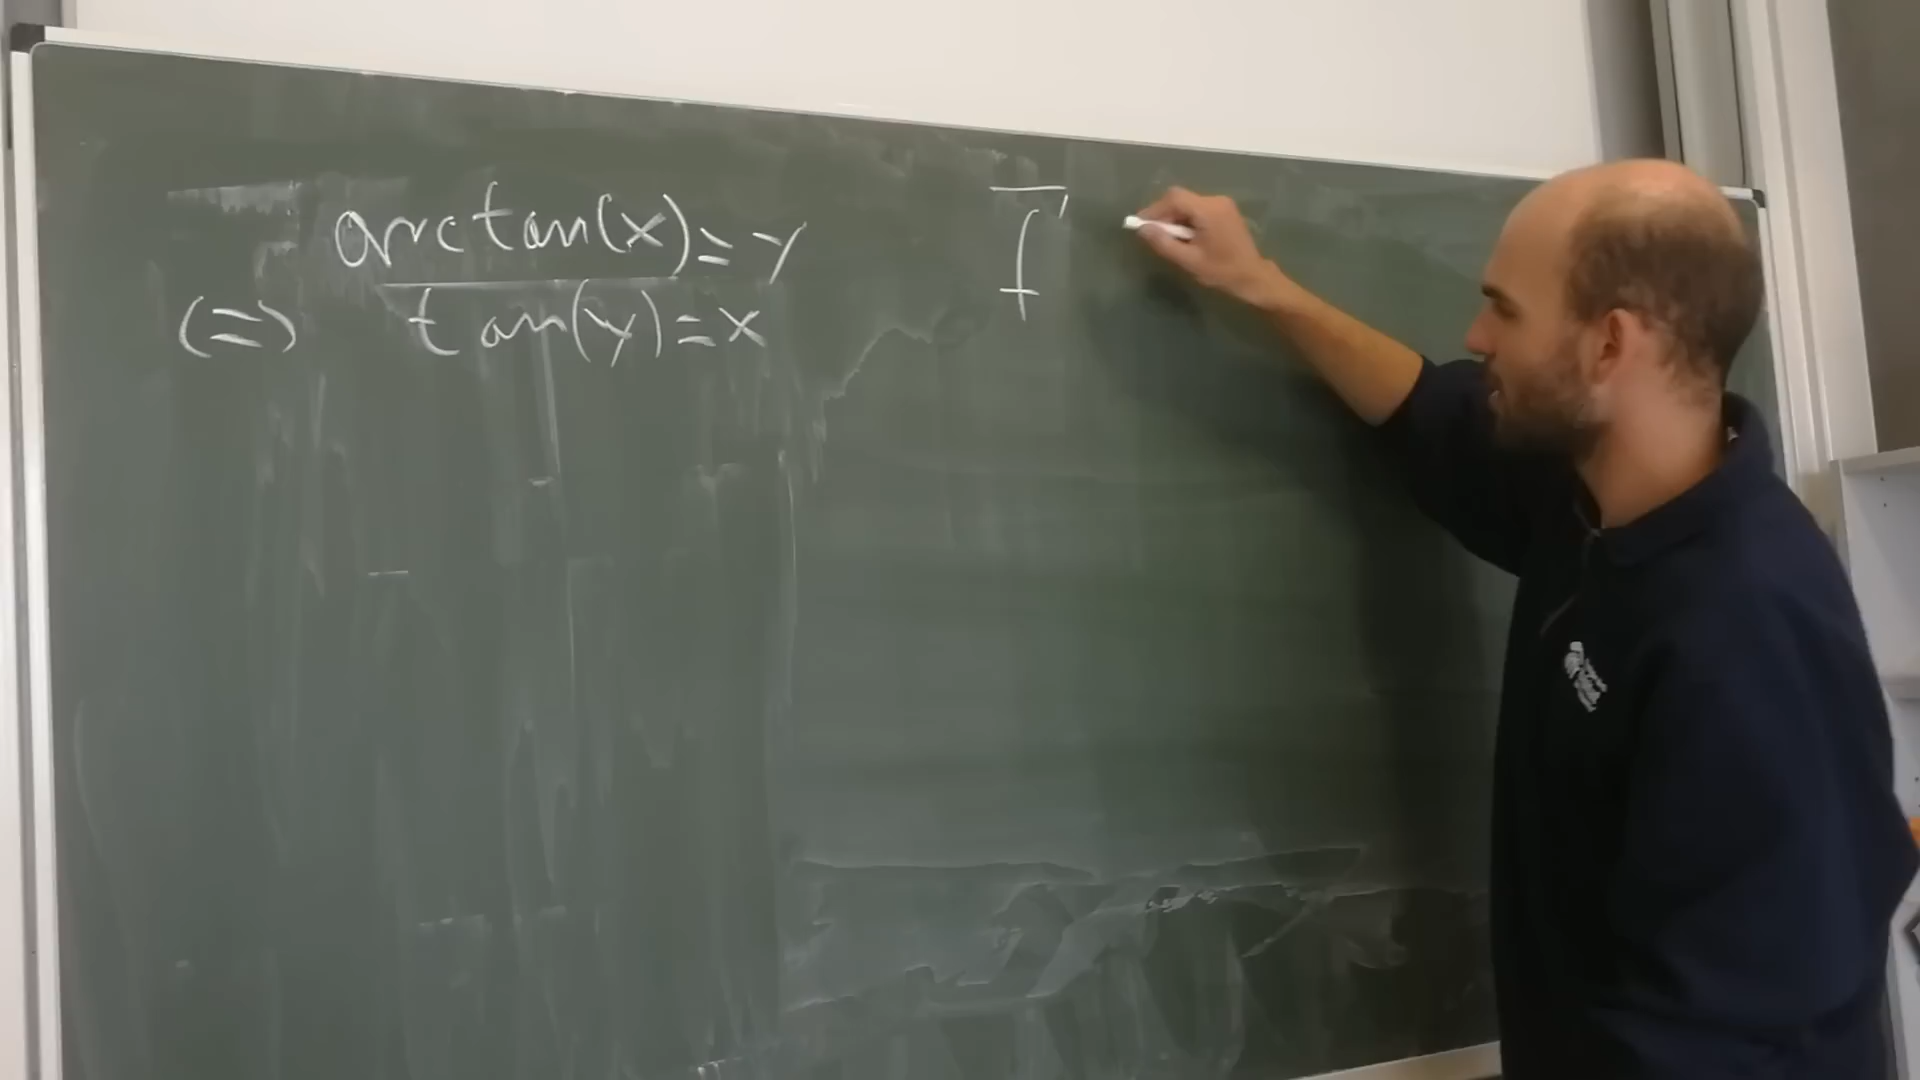 arctan(x)=y
(=) tan(y)=x
f'